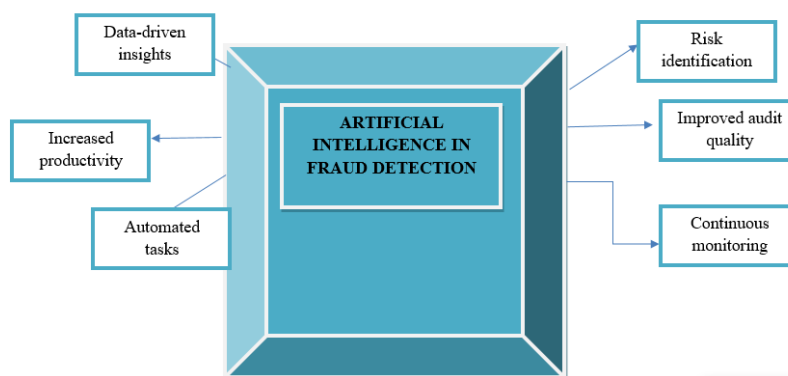 Data-driven
insights
Increased
productivity
Automated
tasks
ARTIFICIAL
INTELLIGENCE IN
FRAUD DETECTION
Risk
identification
Improved audit
quality
Continuous
monitoring